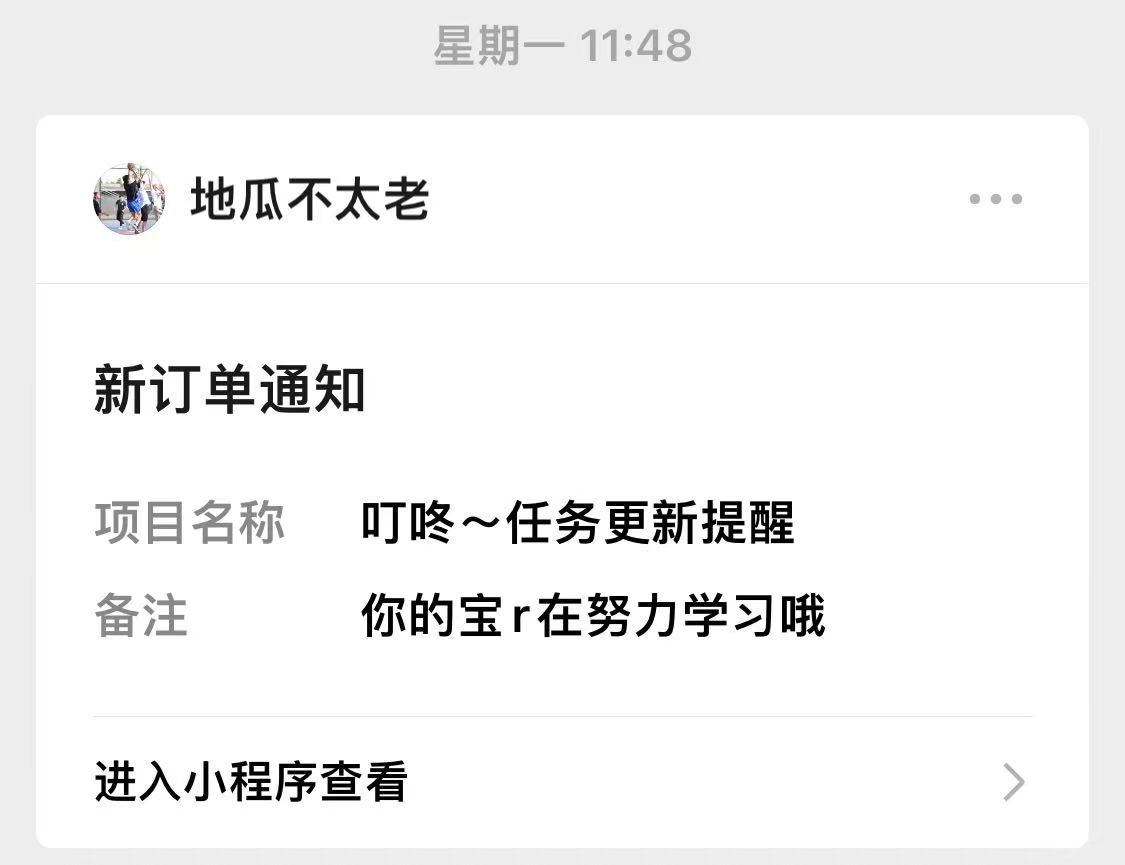 星期一 11:48
地瓜不太老
新订单通知
项目名称 叮咚～任务更新提醒
备注 你的宝r在努力学习哦
进入小程序查看